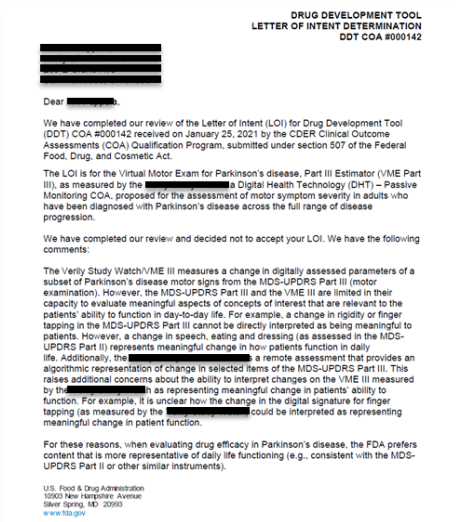 DRUG DEVELOPMENT TOOL
LETTER OF INTENT DETERMINATION
DDT COA #000142
Dear
We have completed our review of the Letter of Intent (LOI) for Drug Development Tool
(DDT) COA #000142 received on January 25, 2021 by the CDER Clinical Outcome
Assessments (COA) Qualification Program, submitted under section 507 of the Federal
Food, Drug, and Cosmetic Act.
The LOI is for the Virtual Motor Exam for Parkinson's disease, Part III Estimator (VME Part
III), as measured by the a Digital Health Technology (DHT) – Passive
Monitoring COA, proposed for the assessment of motor symptom severity in adults who
have been diagnosed with Parkinson's disease across the full range of disease
progression.
We have completed our review and decided not to accept your LOI. We have the following
comments:
The Verily Study Watch/VME III measures a change in digitally assessed parameters of a
subset of Parkinson's disease motor signs from the MDS-UPDRS Part III (motor
examination). However, the MDS-UPDRS Part III and the VME III are limited in their
capacity to evaluate meaningful aspects of concepts of interest that are relevant to the
patients' ability to function in day-to-day life. For example, a change in rigidity or finger
tapping in the MDS-UPDRS Part III cannot be directly interpreted as being meaningful to
patients. However, a change in speech, eating and dressing (as assessed in the MDS-
UPDRS Part II) represents meaningful change in how patients function in daily
life. Additionally, the s a remote assessment that provides an
algorithmic representation of change in selected items of the MDS-UPDRS Part III. This
raises additional concerns about the ability to interpret changes on the VME III measured
by the h as representing meaningful change in patients' ability to
function. For example, it is unclear how the change in the digital signature for finger
tapping (as measured by the could be interpreted as representing
meaningful change in patient function.
For these reasons, when evaluating drug efficacy in Parkinson's disease, the FDA prefers
content that is more representative of daily life functioning (e.g., consistent with the MDS-
UPDRS Part II or other similar instruments).
U.S. Food & Drug Administration
10903 New Hampshire Avenue
Silver Spring, MD 20993
www.fda.gov